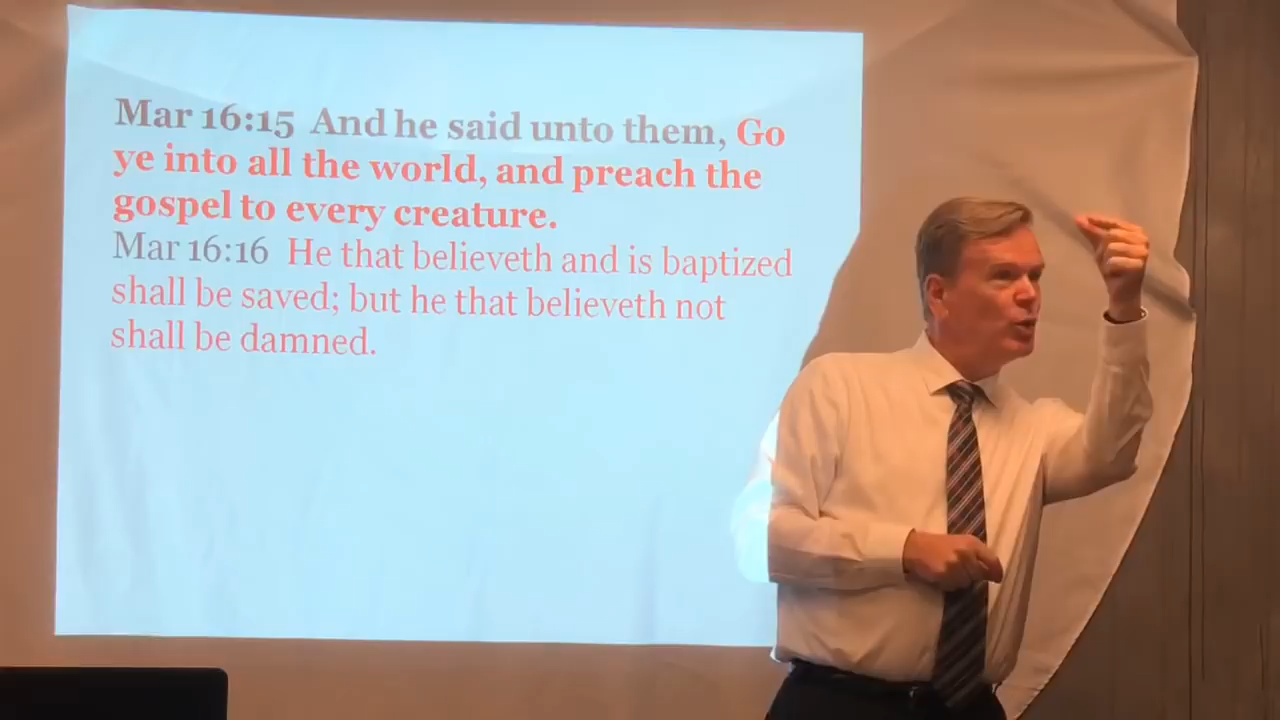 Mar 16:15 And he said unto them, Go
ye into all the world, and preach the
gospel to every creature.
Mar 16:16 He that believeth and is baptized
shall be saved; but he that believeth not
shall be damned.